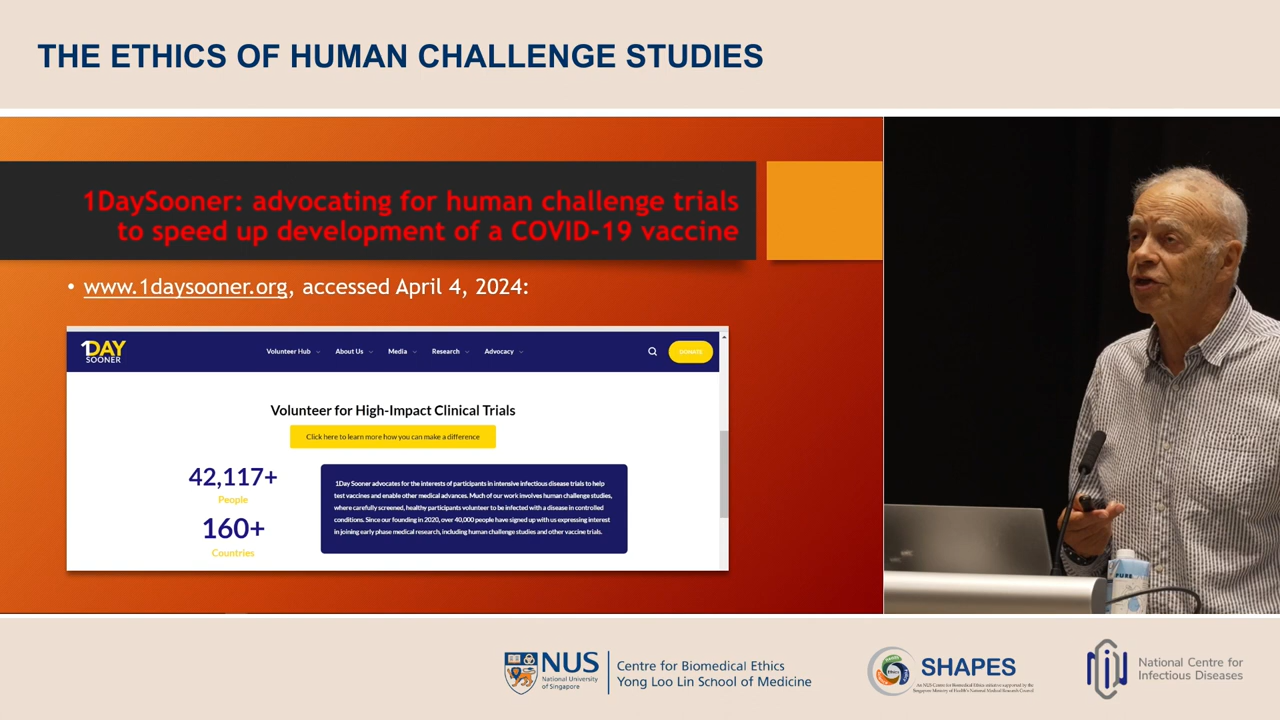 THE ETHICS OF HUMAN CHALLENGE STUDIES
1DaySooner: advocating for human challenge trials
to speed up development of a COVID-19 vaccine
• www.1daysooner.org, accessed April 4, 2024:
1DAY
SOONER
Volunteer Hub
About Us
Media
Research
Advocacy
DONATE
Volunteer for High-Impact Clinical Trials
Click here to learn more how you can make a difference
42,117+
People
160+
Countries
1Day Sooner advocates for the interests of participants in intensive infectious disease trials to help
test vaccines and enable other medical advances. Much of our work involves human challenge studies,
where carefully screened, healthy participants volunteer to be infected with a disease in controlled
conditions. Since our founding in 2020, over 40,000 people have signed up with us expressing interest
in joining early phase medical research, including human challenge studies and other vaccine trials.
PURE
NUS
National University
of Singapore
Centre for Biomedical Ethics
Yong Loo Lin School of Medicine
SHAPES
An NUS Centre for Biomedical Ethics initiative supported by the
Singapore Ministry of Health's National Medical Research Council
National Centre for
Infectious Diseases